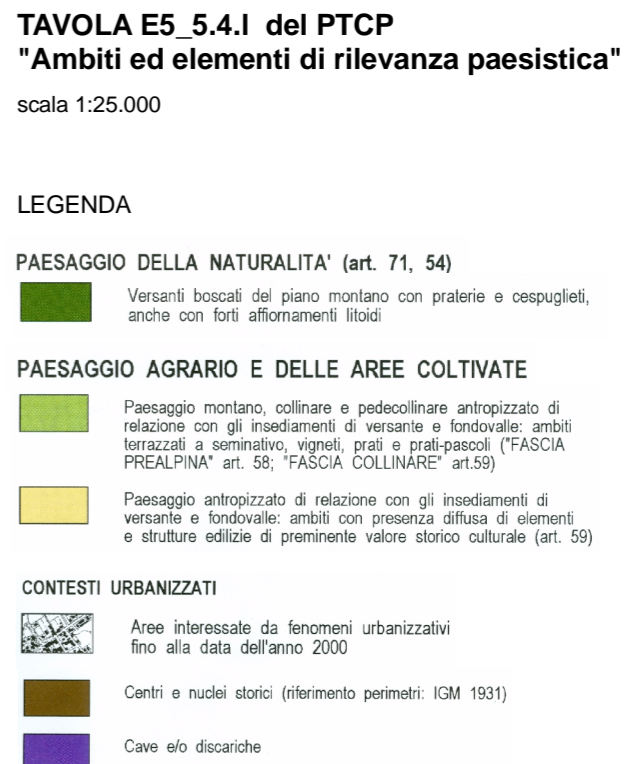 TAVOLA E5_5.4.I del PTCP
"Ambiti ed elementi di rilevanza paesistica"
scala 1:25.000
LEGENDA
PAESAGGIO DELLA NATURALITA' (art. 71, 54)
Versanti boscati del piano montano con praterie e cespuglieti,
anche con forti affiornamenti litoidi
PAESAGGIO AGRARIO E DELLE AREE COLTIVATE
Paesaggio montano, collinare e pedecollinare antropizzato di
relazione con gli insediamenti di versante e fondovalle: ambiti
terrazzati a seminativo, vigneti, prati e prati-pascoli ("FASCIA
PREALPINA" art. 58; "FASCIA COLLINARE" art.59)
Paesaggio antropizzato di relazione con gli insediamenti di
versante e fondovalle: ambiti con presenza diffusa di elementi
e strutture edilizie di preminente valore storico culturale (art. 59)
CONTESTI URBANIZZATI
Aree interessate da fenomeni urbanizzativi
fino alla data dell'anno 2000
Centri e nuclei storici (riferimento perimetri: IGM 1931)
Cave e/o discariche